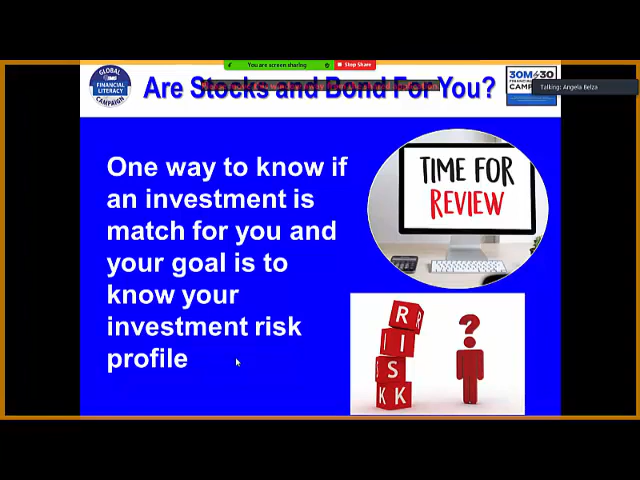 You are screen sharing
Stop Share
Talking: Angela Belza
GLOBAL
FINANCIAL
LITERACY
CAMPAIGN
Are Stocks and Bond For You?
30M 30
One way to know if
an investment is
match for you and
your goal is to
know your
investment risk
profile
TIME FOR
REVIEW
R
I
S
K K
?